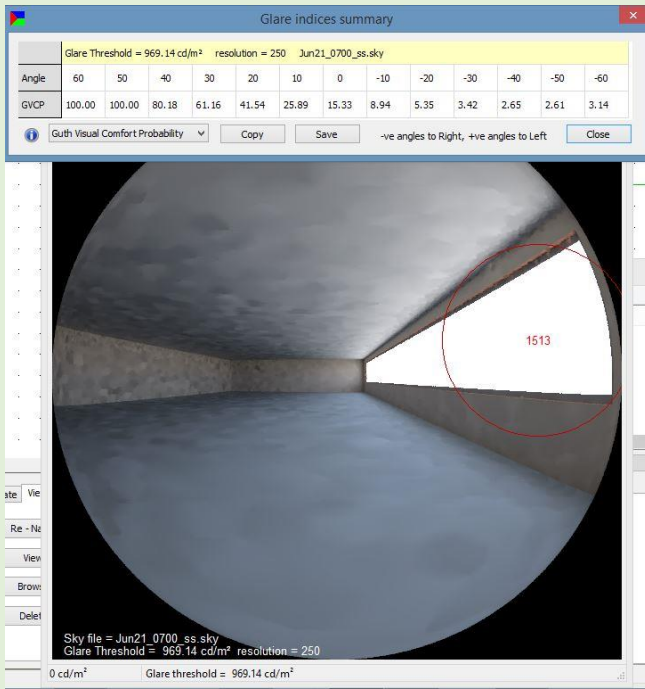 Glare indices summary
Glare Threshold = 969.14 cd/m² resolution = 250 Jun21_0700_ss.sky
Angle 60 50 40 30 20 10 0 -10 -20 -30 -40 -50 -60
GVCP 100.00 100.00 80.18 61.16 41.54 25.89 15.33 8.94 5.35 3.42 2.65 2.61 3.14
Guth Visual Comfort Probability Copy Save -ve angles to Right, +ve angles to Left Close
1513
ate Vie
Re - Na
View
Brows
Delet
Sky file = Jun21_0700_ss.sky
Glare Threshold = 969.14 cd/m² resolution = 250
0 cd/m² Glare threshold = 969.14 cd/m²